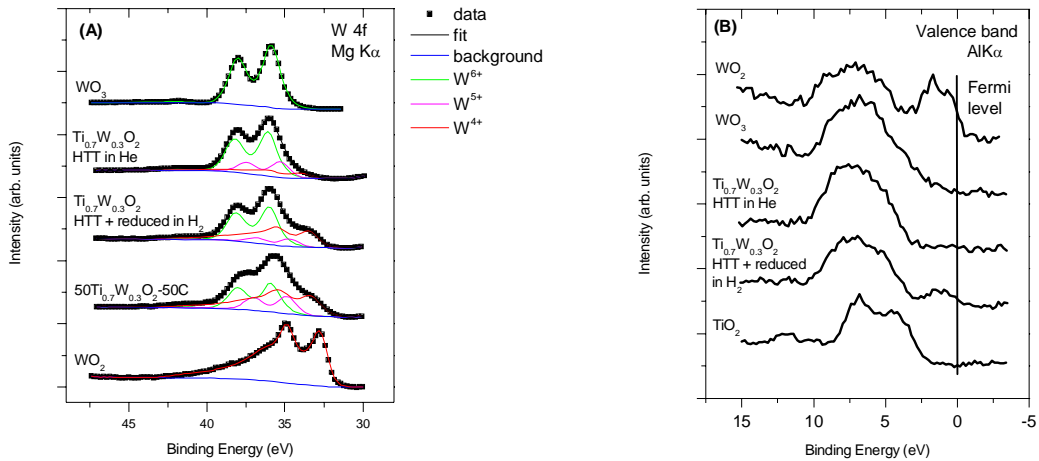 (A)
W 4f
Mg Kα
data
fit
background
W6+
W5+
W4+
WO3
Ti0.7W0.3O2
HTT in He
Ti0.7W0.3O2
HTT + reduced in H2
50Ti0.7W0.3O2-50C
WO2
Intensity (arb. units)
45 40 35 30
Binding Energy (eV)
(B)
Valence band
AlKα
Fermi
level
WO2
WO3
Ti0.7W0.3O2
HTT in He
Ti0.7W0.3O2
HTT + reduced
in H2
TiO2
Intensity (arb. units)
15 10 5 0 -5
Binding Energy (eV)